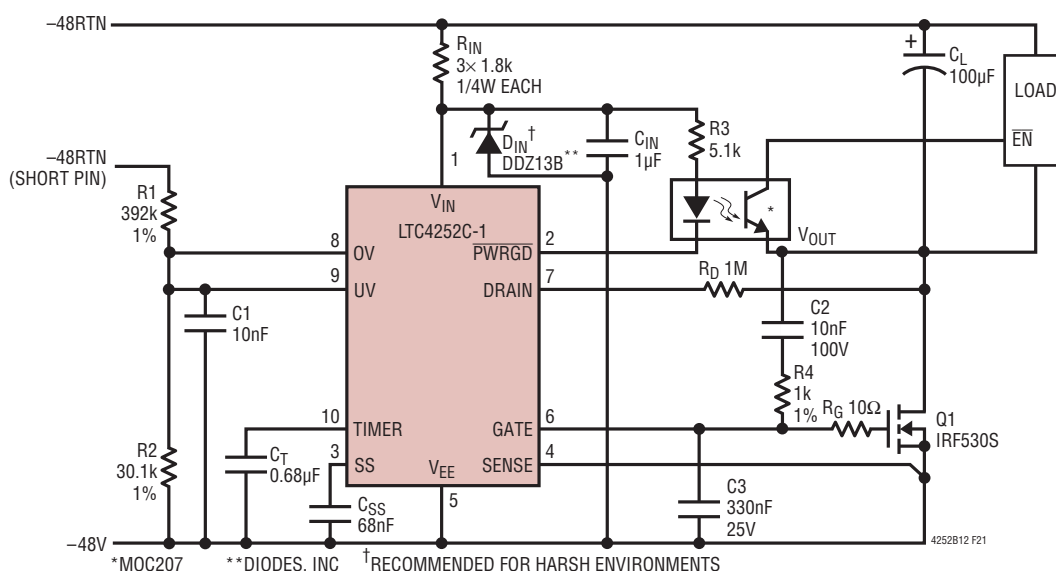 −48RTN
RIN
3× 1.8k
1/4W EACH
+
CL
100µF
LOAD
EN
−48RTN
(SHORT PIN)
R1
392k
1%
1
DIN†
DDZ13B**
CIN
1µF
R3
5.1k
*
VIN
LTC4252C-1
8
OV
PWRGD
2
VOUT
9
UV
DRAIN
7
RD 1M
C1
10nF
C2
10nF
100V
R4
1k
1%
RG 10Ω
Q1
IRF530S
10
TIMER
GATE
6
3
SS
VEE
SENSE
4
5
R2
30.1k
1%
CT
0.68µF
CSS
68nF
C3
330nF
25V
−48V
4252B12 F21
*MOC207
**DIODES, INC
†RECOMMENDED FOR HARSH ENVIRONMENTS